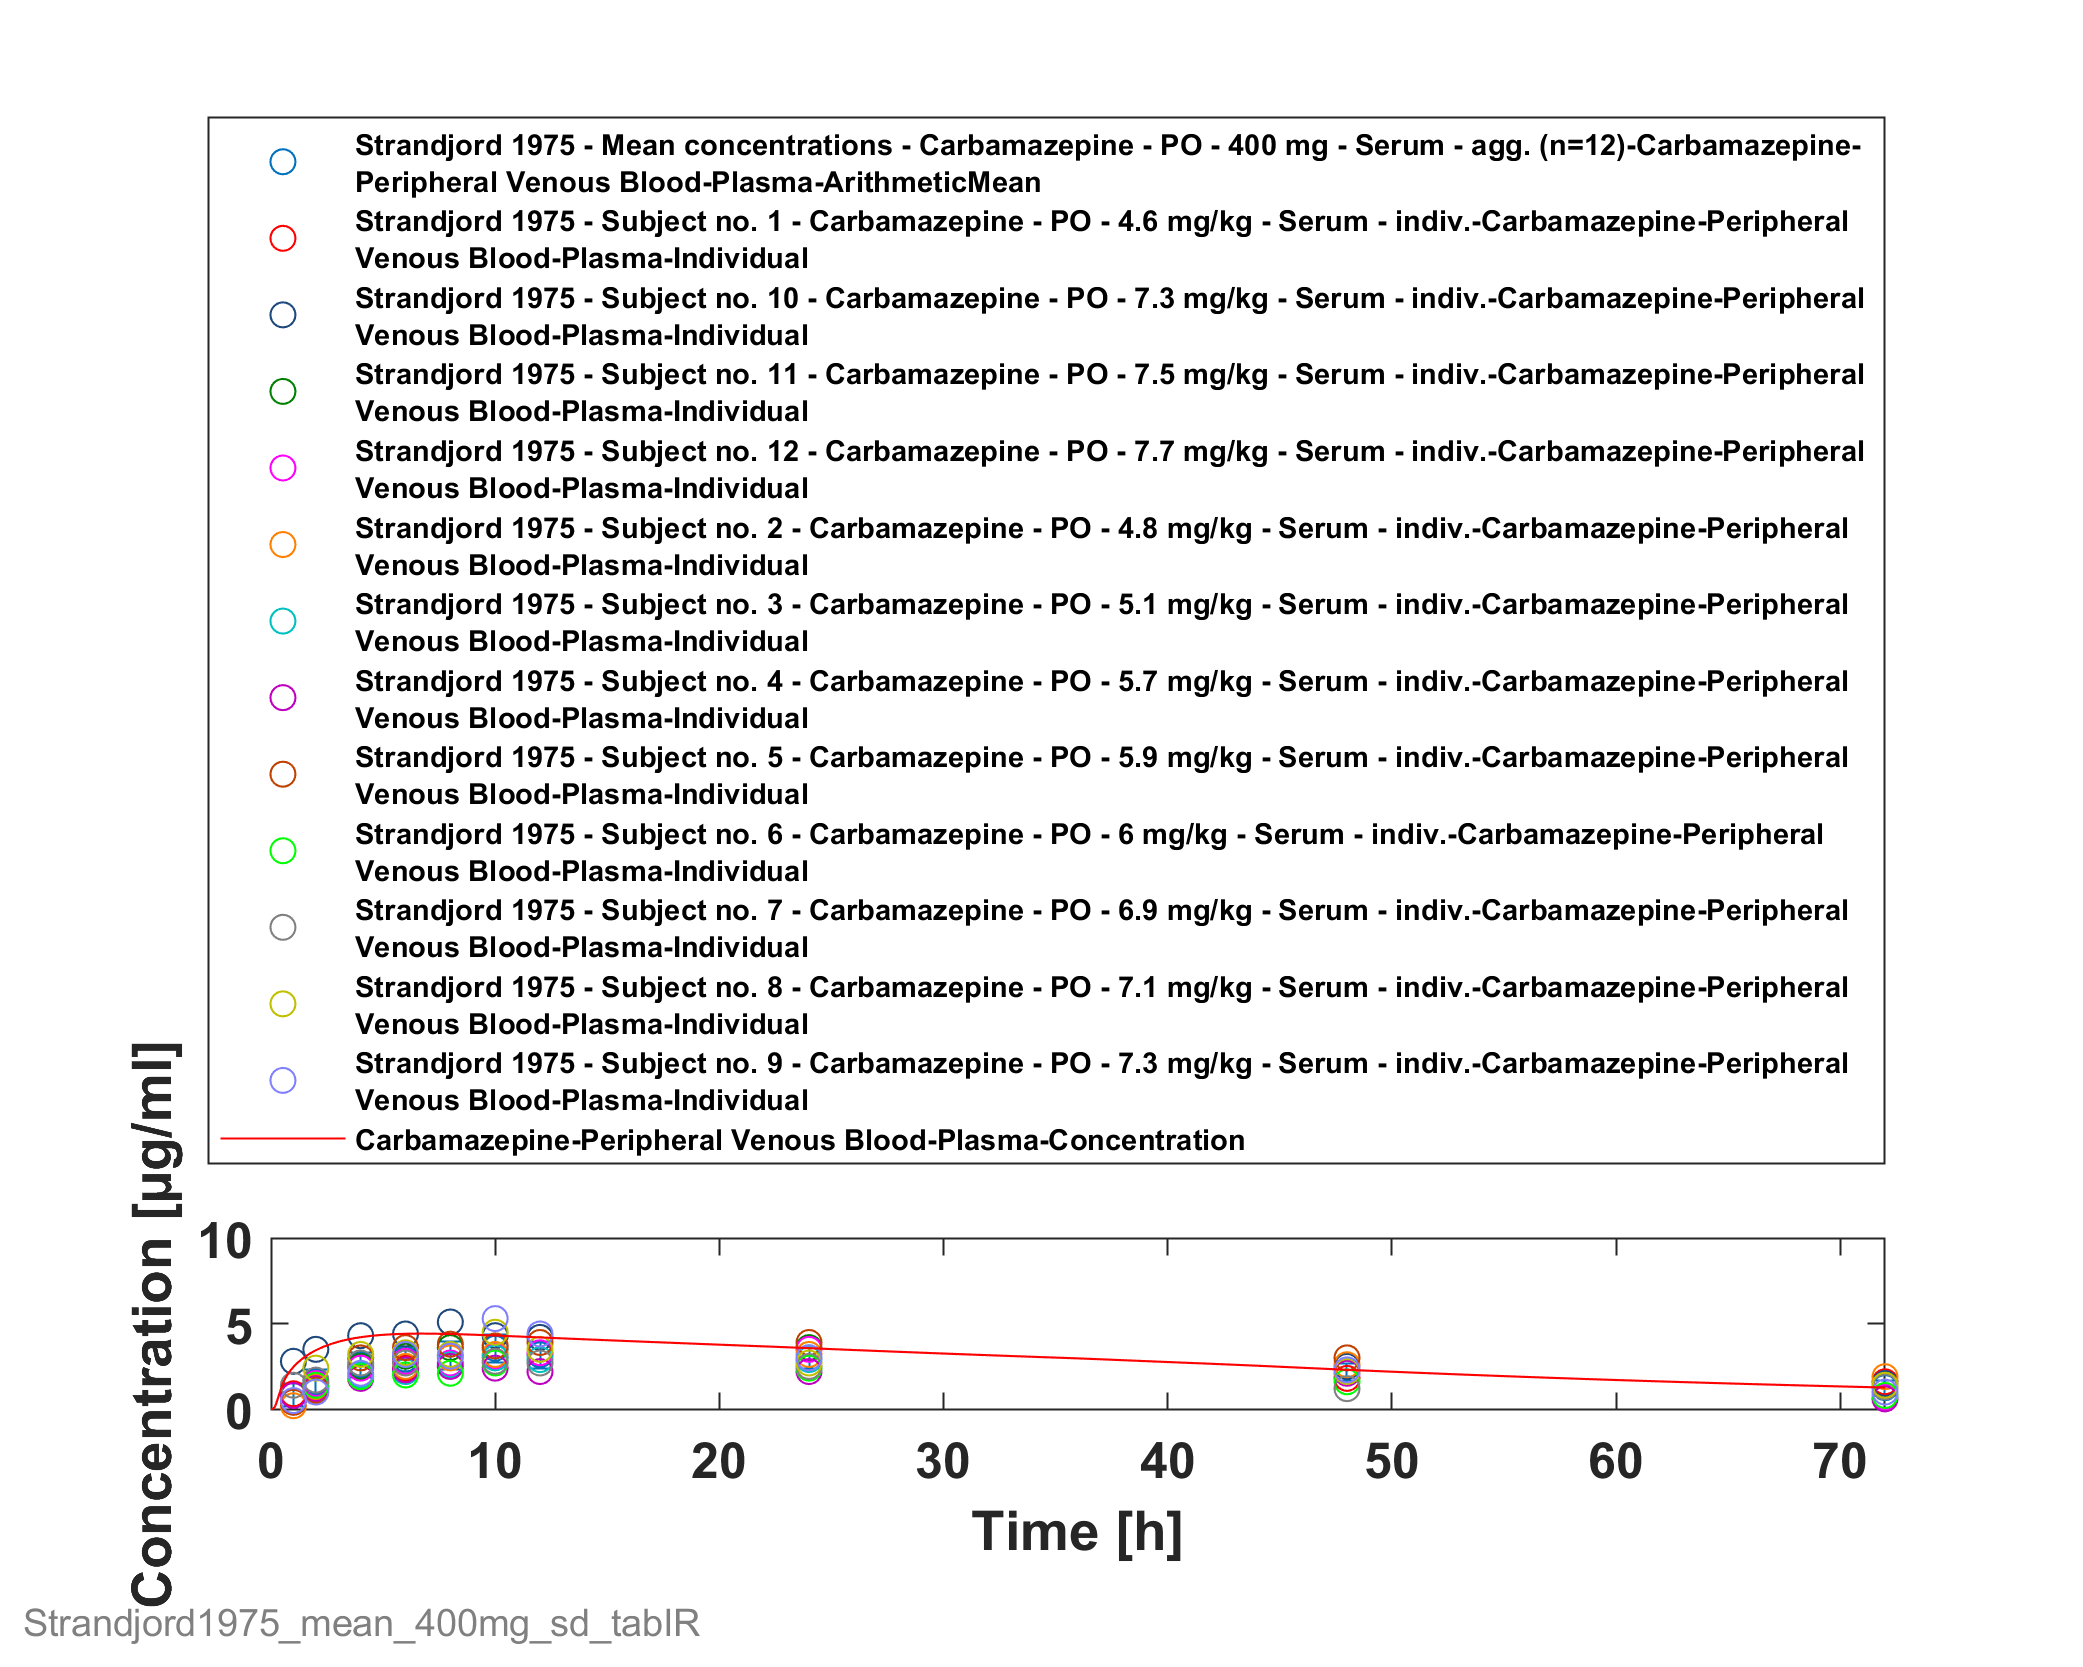 Strandjord 1975 - Mean concentrations - Carbamazepine - PO - 400 mg - Serum - agg. (n=12)-Carbamazepine-
Peripheral Venous Blood-Plasma-ArithmeticMean
Strandjord 1975 - Subject no. 1 - Carbamazepine - PO - 4.6 mg/kg - Serum - indiv.-Carbamazepine-Peripheral
Venous Blood-Plasma-Individual
Strandjord 1975 - Subject no. 10 - Carbamazepine - PO - 7.3 mg/kg - Serum - indiv.-Carbamazepine-Peripheral
Venous Blood-Plasma-Individual
Strandjord 1975 - Subject no. 11 - Carbamazepine - PO - 7.5 mg/kg - Serum - indiv.-Carbamazepine-Peripheral
Venous Blood-Plasma-Individual
Strandjord 1975 - Subject no. 12 - Carbamazepine - PO - 7.7 mg/kg - Serum - indiv.-Carbamazepine-Peripheral
Venous Blood-Plasma-Individual
Strandjord 1975 - Subject no. 2 - Carbamazepine - PO - 4.8 mg/kg - Serum - indiv.-Carbamazepine-Peripheral
Venous Blood-Plasma-Individual
Strandjord 1975 - Subject no. 3 - Carbamazepine - PO - 5.1 mg/kg - Serum - indiv.-Carbamazepine-Peripheral
Venous Blood-Plasma-Individual
Strandjord 1975 - Subject no. 4 - Carbamazepine - PO - 5.7 mg/kg - Serum - indiv.-Carbamazepine-Peripheral
Venous Blood-Plasma-Individual
Strandjord 1975 - Subject no. 5 - Carbamazepine - PO - 5.9 mg/kg - Serum - indiv.-Carbamazepine-Peripheral
Venous Blood-Plasma-Individual
Strandjord 1975 - Subject no. 6 - Carbamazepine - PO - 6 mg/kg - Serum - indiv.-Carbamazepine-Peripheral
Venous Blood-Plasma-Individual
Strandjord 1975 - Subject no. 7 - Carbamazepine - PO - 6.9 mg/kg - Serum - indiv.-Carbamazepine-Peripheral
Venous Blood-Plasma-Individual
Strandjord 1975 - Subject no. 8 - Carbamazepine - PO - 7.1 mg/kg - Serum - indiv.-Carbamazepine-Peripheral
Venous Blood-Plasma-Individual
Strandjord 1975 - Subject no. 9 - Carbamazepine - PO - 7.3 mg/kg - Serum - indiv.-Carbamazepine-Peripheral
Venous Blood-Plasma-Individual
Carbamazepine-Peripheral Venous Blood-Plasma-Concentration
Concentration [µg/ml]
10
5
0
0 10 20 30 40 50 60 70
Time [h]
Strandjord1975_mean_400mg_sd_tablR